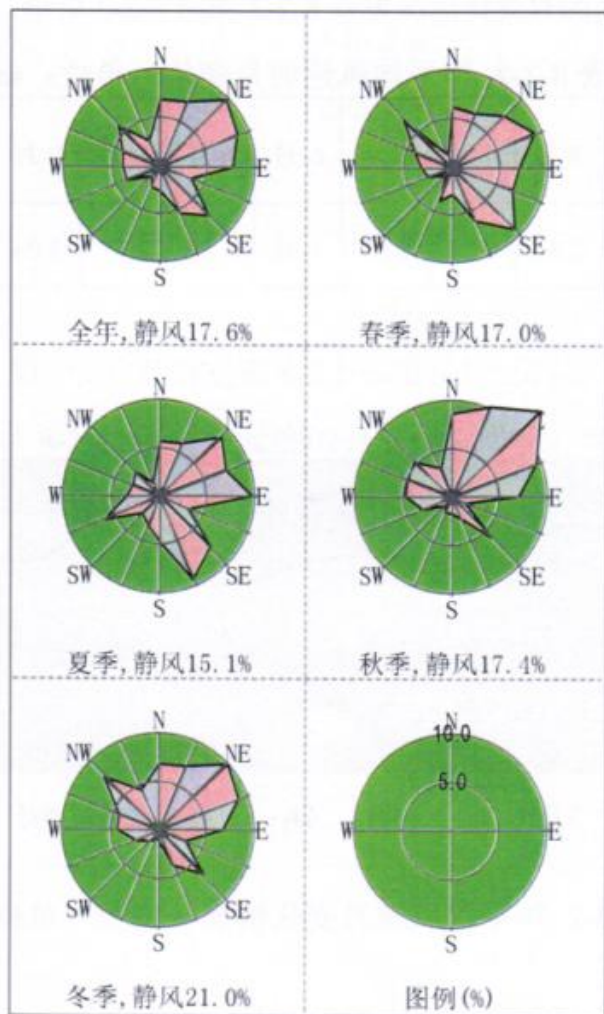 N
NW NE
W E
SW SE
S
全年,静风17.6%
N
NW NE
W E
SW SE
S
春季,静风17.0%
N
NW NE
W E
SW SE
S
夏季,静风15.1%
N
NW NE
W E
SW SE
S
秋季,静风17.4%
N
NW NE
W E
SW SE
S
冬季,静风21.0%
N
10.0
5.0
W E
S
图例(%)